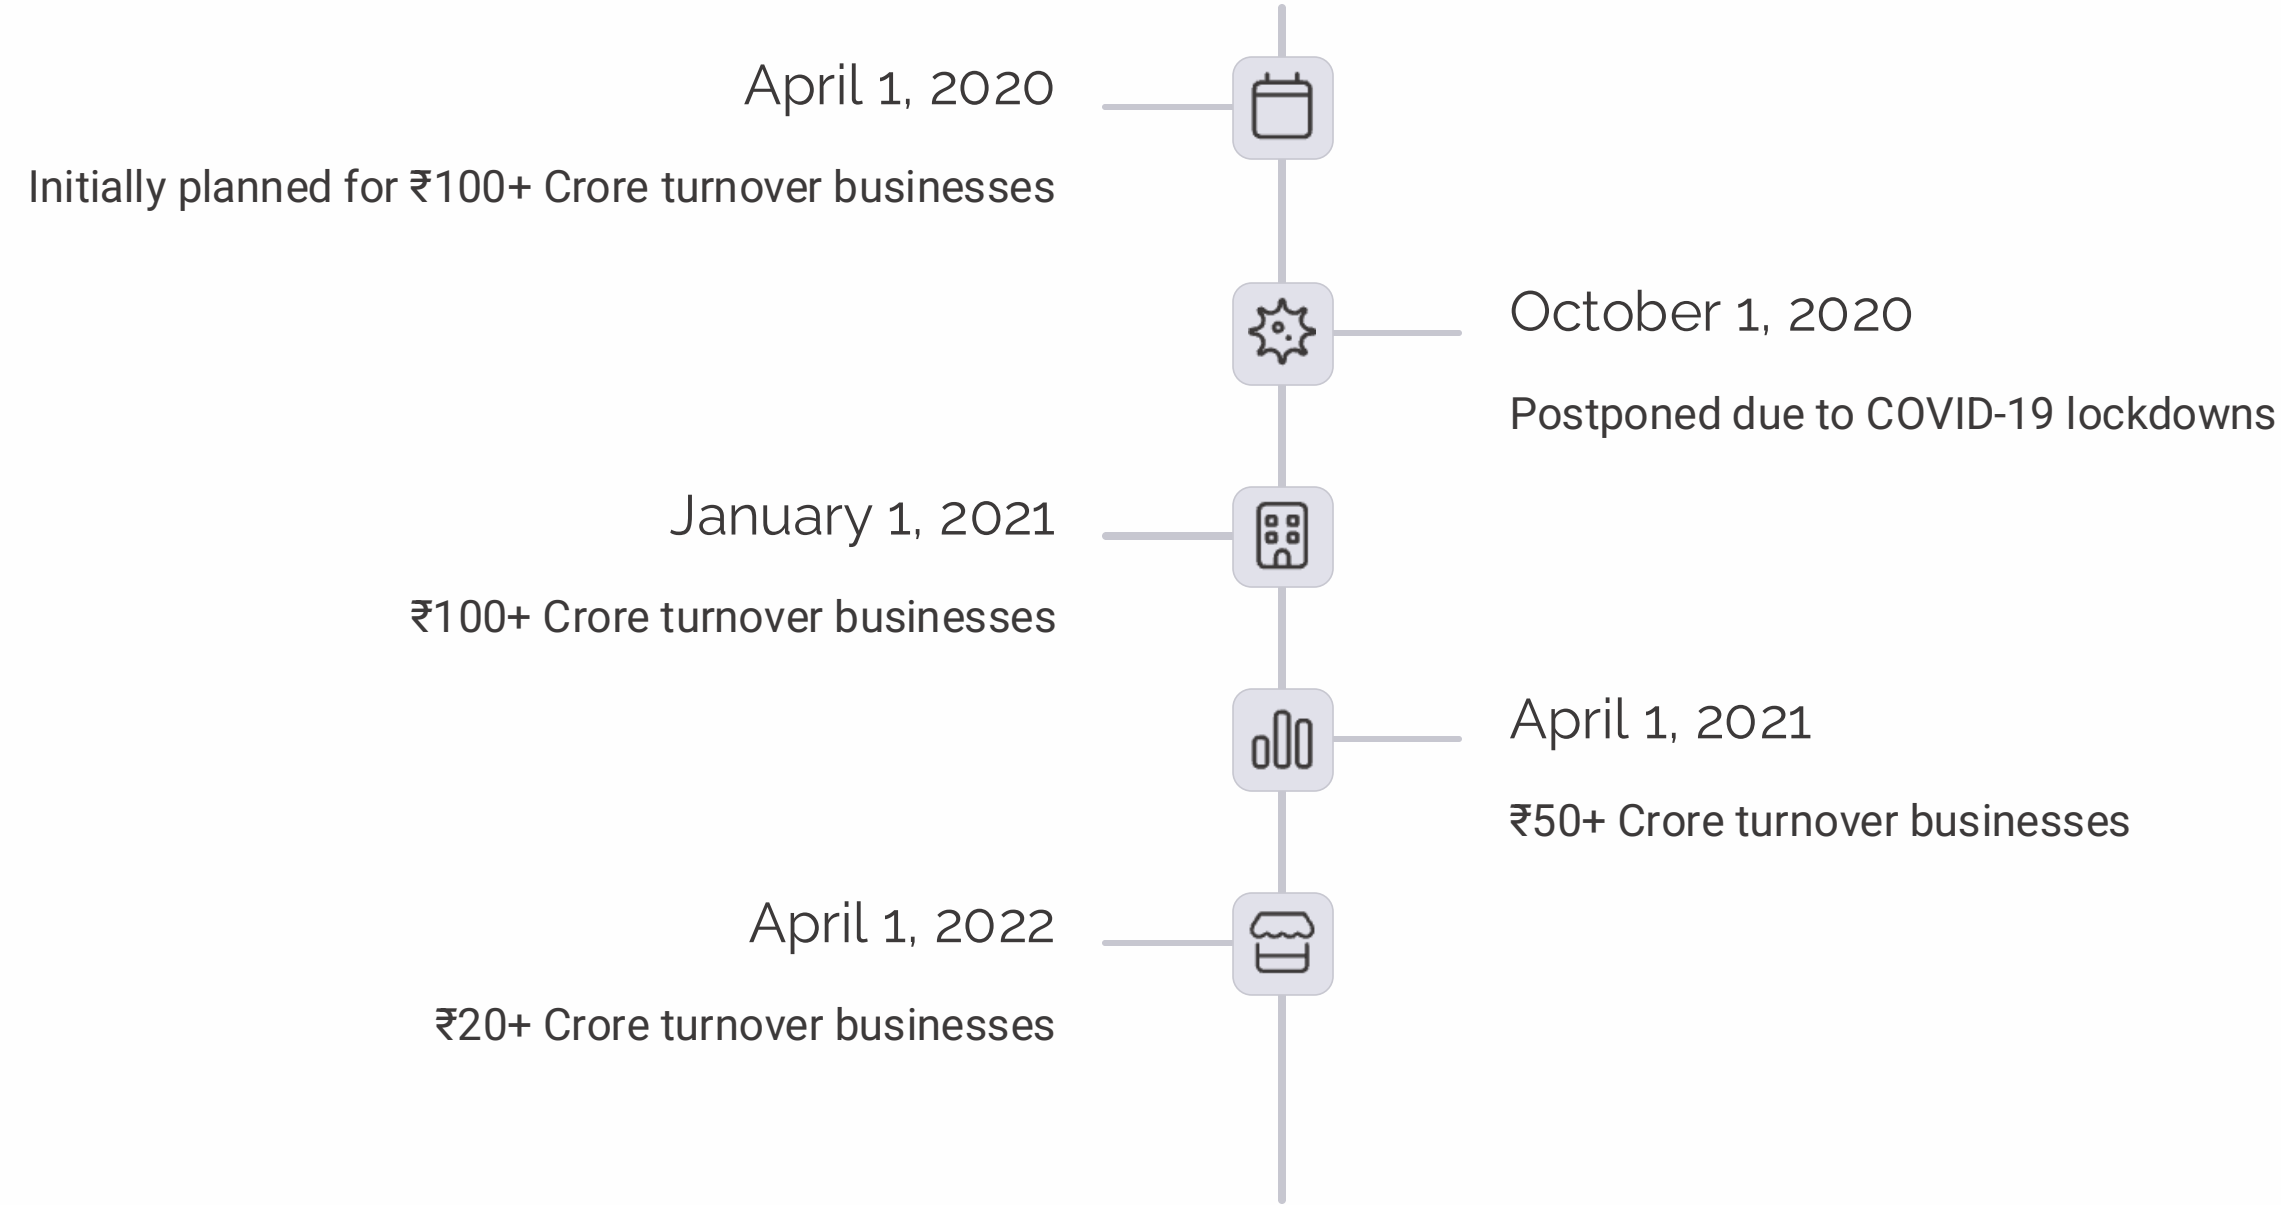 April 1, 2020
Initially planned for ₹100+ Crore turnover businesses
October 1, 2020
Postponed due to COVID-19 lockdowns
January 1, 2021
₹100+ Crore turnover businesses
April 1, 2021
₹50+ Crore turnover businesses
April 1, 2022
₹20+ Crore turnover businesses